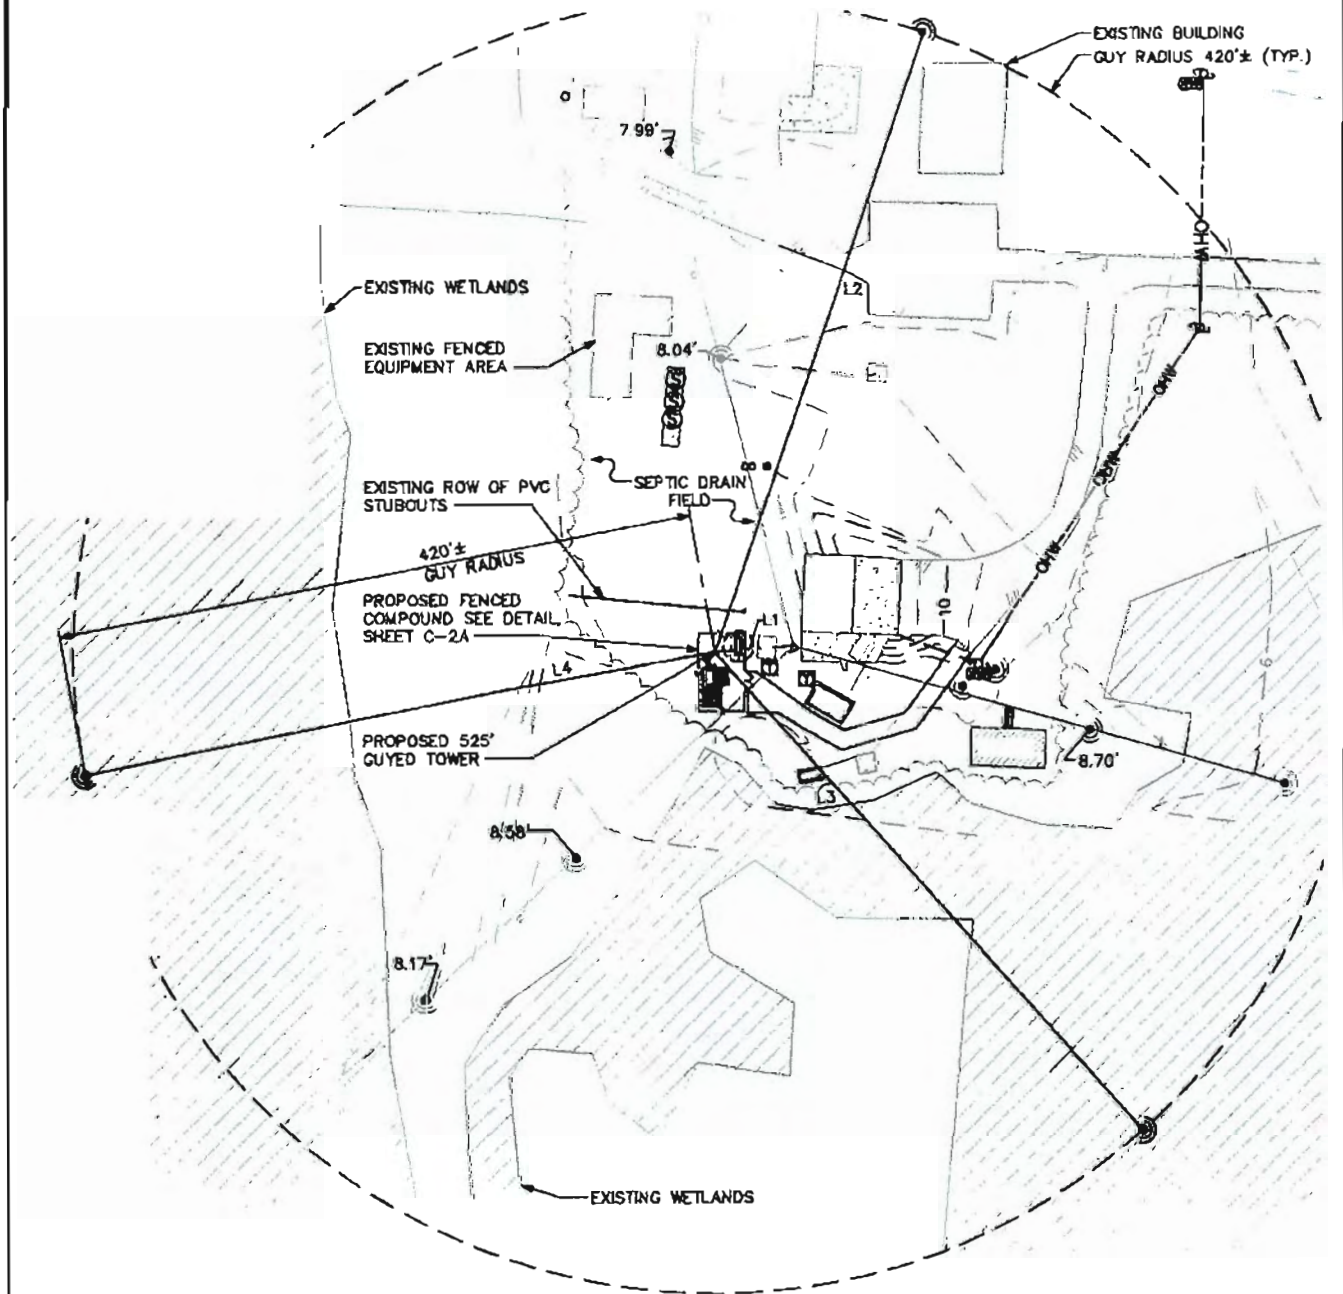 EXISTING BUILDING
GUY RADIUS 420'± (TYP.)
7.99'
OHW
EXISTING WETLANDS
L2
EXISTING FENCED
EQUIPMENT AREA
8.04'
OHW
OHW
SEPTIC DRAIN
FIELD
EXISTING ROW OF PVC
STUBOUTS
420'±
GUY RADIUS
OHW
PROPOSED FENCED
COMPOUND SEE DETAIL,
SHEET C-2A
10
L1
9
L4
PROPOSED 525'
GUYED TOWER
8.70'
L3
8.58'
8.17'
EXISTING WETLANDS